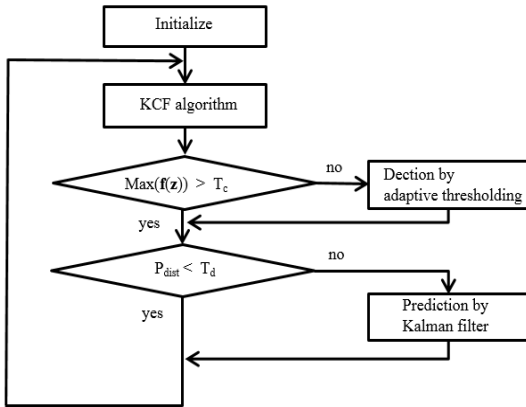 Initialize
KCF algorithm
Max(f(z)) > Tc
no
Dection by
adaptive thresholding
yes
Pdist < Td
no
Prediction by
Kalman filter
yes